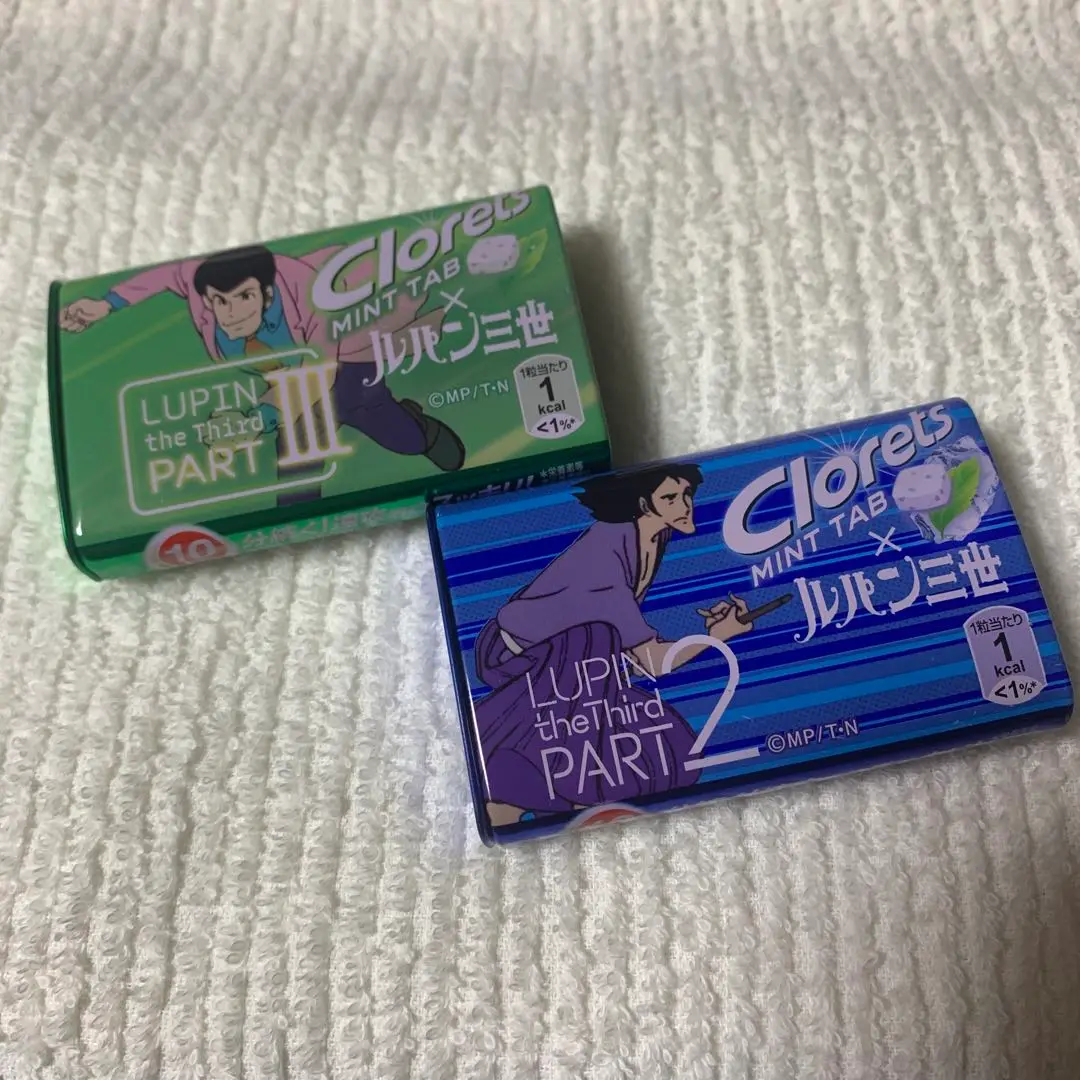 Clorets
MINT TAB
×
ルパン三世
LUPIN
the Third
PART III
©MP/T・N
1粒当たり
1
kcal
<1%*
10
Clorets
MINT TAB
×
ルパン三世
LUPIN
the Third
PART 2
©MP/T・N
1粒当たり
1
kcal
<1%*